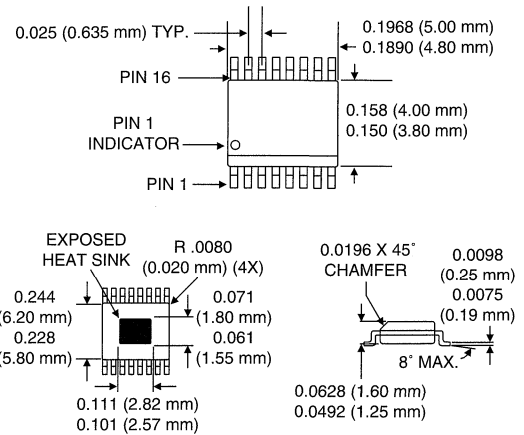 0.025 (0.635 mm) TYP.
0.1968 (5.00 mm)
0.1890 (4.80 mm)
PIN 16
0.158 (4.00 mm)
0.150 (3.80 mm)
PIN 1
INDICATOR
PIN 1
EXPOSED
HEAT SINK
R .0080
(0.020 mm) (4X)
0.244
(6.20 mm)
0.228
(5.80 mm)
0.071
(1.80 mm)
0.061
(1.55 mm)
0.111 (2.82 mm)
0.101 (2.57 mm)
0.0196 X 45°
CHAMFER
0.0098
(0.25 mm)
0.0075
(0.19 mm)
8° MAX.
0.0628 (1.60 mm)
0.0492 (1.25 mm)